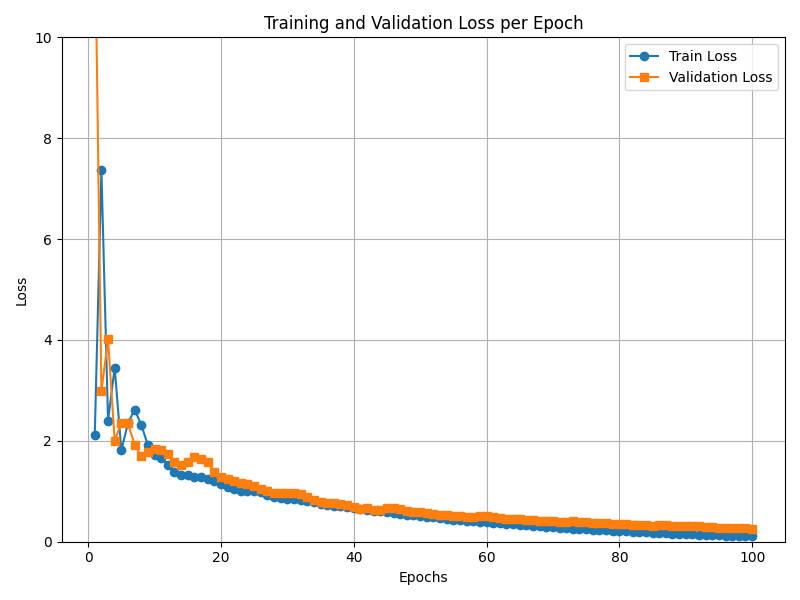 Training and Validation Loss per Epoch
10
8
6
4
2
0
Loss
Train Loss
Validation Loss
0 20 40 60 80 100
Epochs